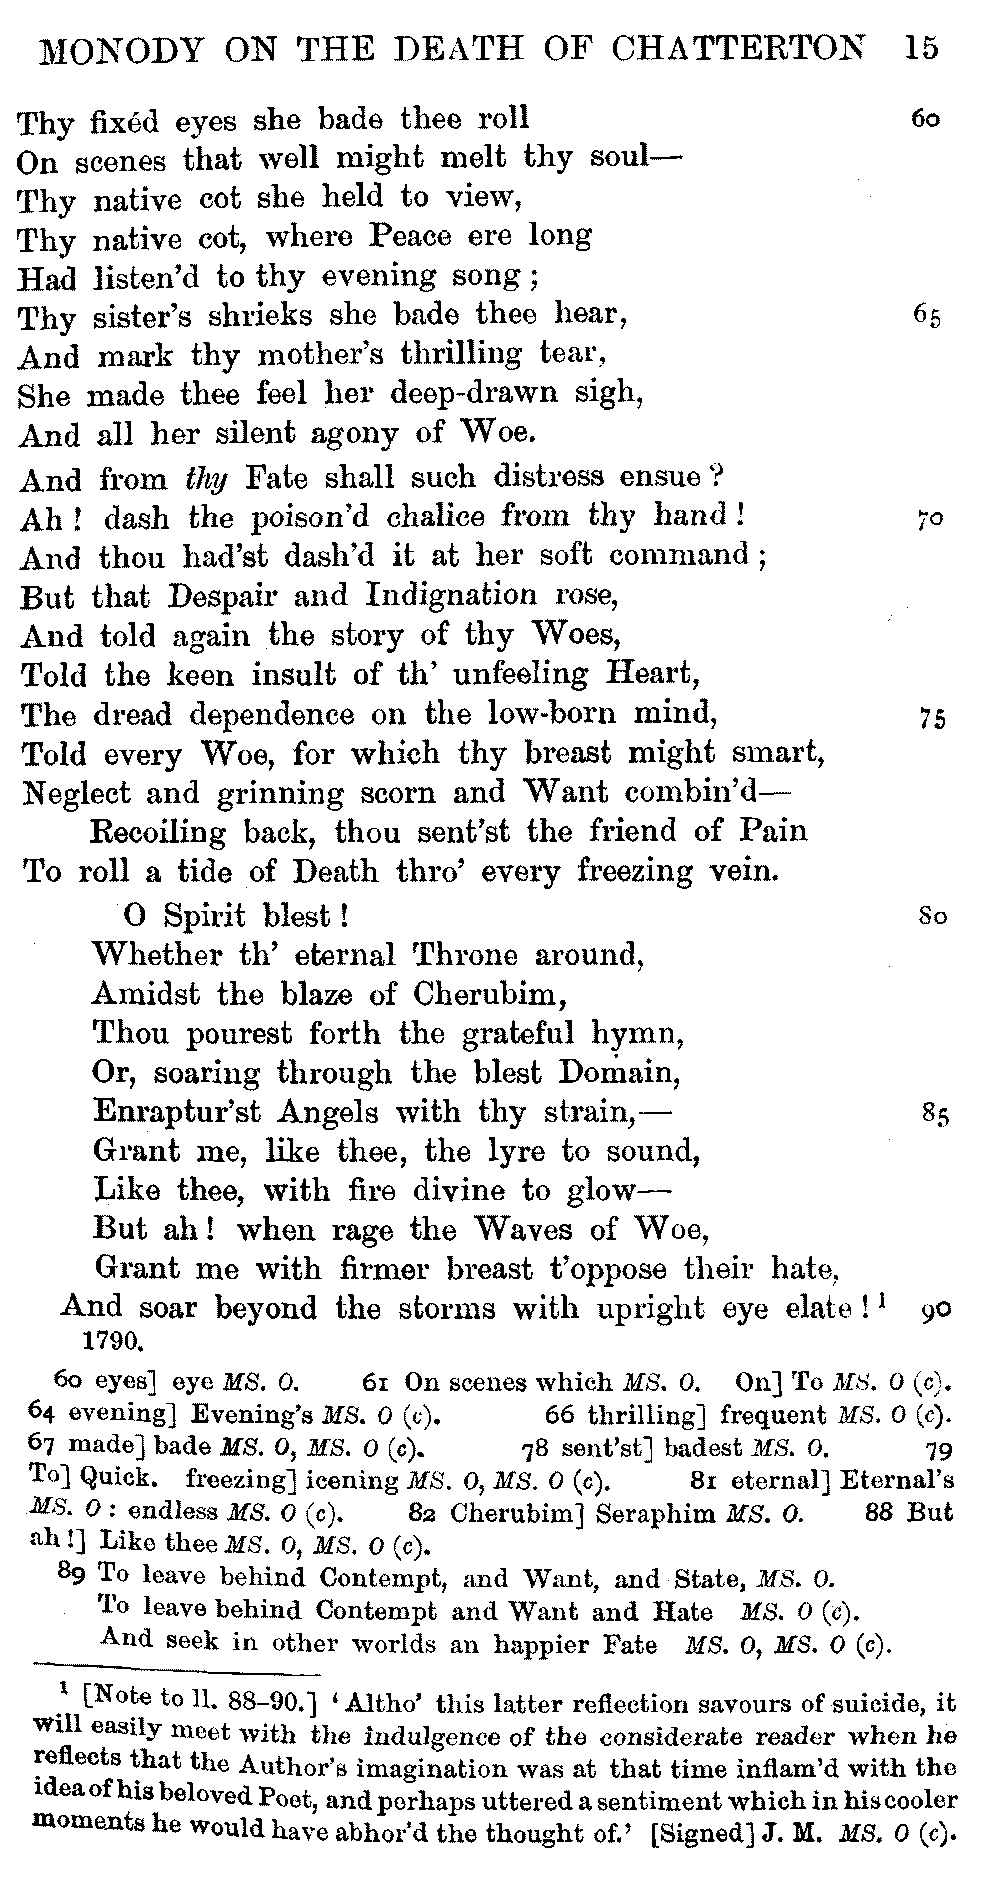 MONODY ON THE DEATH OF CHATTERTON 15
Thy fixéd eyes she bade thee roll 60
On scenes that well might melt thy soul—
Thy native cot she held to view,
Thy native cot, where Peace ere long
Had listen'd to thy evening song ;
Thy sister's shrieks she bade thee hear, 65
And mark thy mother's thrilling tear,
She made thee feel her deep-drawn sigh,
And all her silent agony of Woe.
And from thy Fate shall such distress ensue ?
Ah ! dash the poison'd chalice from thy hand ! 70
And thou had'st dash'd it at her soft command ;
But that Despair and Indignation rose,
And told again the story of thy Woes,
Told the keen insult of th' unfeeling Heart,
The dread dependence on the low-born mind, 75
Told every Woe, for which thy breast might smart,
Neglect and grinning scorn and Want combin'd—
Recoiling back, thou sent'st the friend of Pain
To roll a tide of Death thro' every freezing vein.
O Spirit blest ! 80
Whether th' eternal Throne around,
Amidst the blaze of Cherubim,
Thou pourest forth the grateful hymn,
Or, soaring through the blest Domain,
Enraptur'st Angels with thy strain,— 85
Grant me, like thee, the lyre to sound,
Like thee, with fire divine to glow—
But ah ! when rage the Waves of Woe,
Grant me with firmer breast t'oppose their hate,
And soar beyond the storms with upright eye elate !¹ 90
1790.
60 eyes] eye MS. O. 61 On scenes which MS. O. On] To MS. O (c).
64 evening] Evening's MS. O (c). 66 thrilling] frequent MS. O (c).
67 made] bade MS. O, MS. O (c). 78 sent'st] badest MS. O. 79
To] Quick. freezing] icening MS. O, MS. O (c). 81 eternal] Eternal's
MS. O : endless MS. O (c). 82 Cherubim] Seraphim MS. O. 88 But
ah !] Like thee MS. O, MS. O (c).
89 To leave behind Contempt, and Want, and State, MS. O.
To leave behind Contempt and Want and Hate MS. O (c).
And seek in other worlds an happier Fate MS. O, MS. O (c).
¹ [Note to ll. 88–90.] ‘ Altho’ this latter reflection savours of suicide, it
will easily meet with the indulgence of the considerate reader when he
reflects that the Author's imagination was at that time inflam'd with the
idea of his beloved Poet, and perhaps uttered a sentiment which in his cooler
moments he would have abhor'd the thought of.’ [Signed] J. M. MS. O (c).